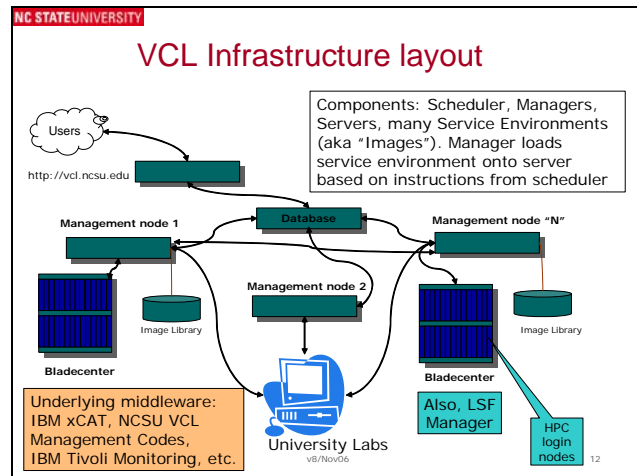 NC STATE UNIVERSITY
VCL Infrastructure layout
Users
http://vcl.ncsu.edu
Components: Scheduler, Managers,
Servers, many Service Environments
(aka "Images"). Manager loads
service environment onto server
based on instructions from scheduler
Management node 1
Database
Management node "N"
Management node 2
Image Library
Image Library
Bladecenter
Bladecenter
Underlying middleware:
IBM xCAT, NCSU VCL
Management Codes,
IBM Tivoli Monitoring, etc.
University Labs
Also, LSF
Manager
HPC
login
nodes
v8/Nov06
12